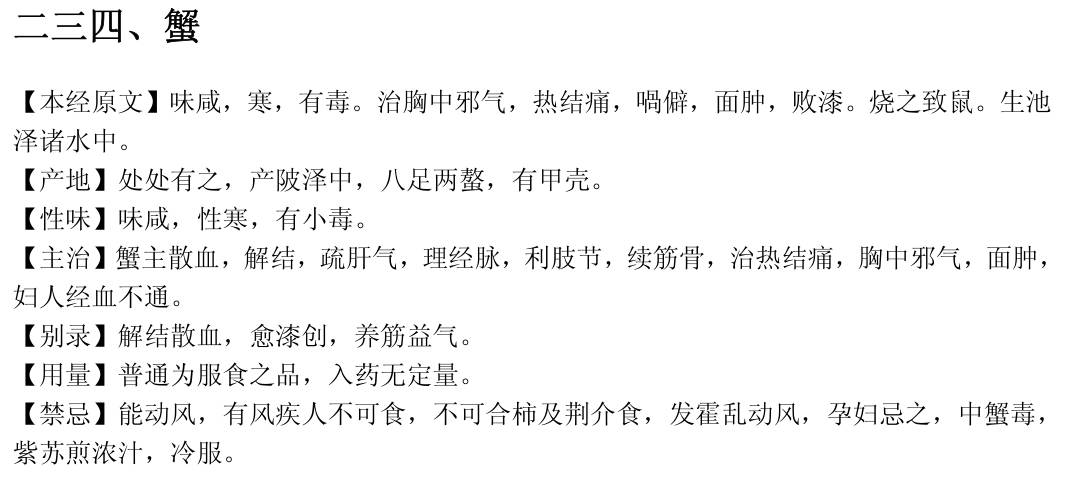 二三四、蟹
【本经原文】味咸，寒，有毒。治胸中邪气，热结痛，喎僻，面肿，败漆。烧之致鼠。生池
泽诸水中。
【产地】处处有之，产陂泽中，八足两螯，有甲壳。
【性味】味咸，性寒，有小毒。
【主治】蟹主散血，解结，疏肝气，理经脉，利肢节，续筋骨，治热结痛，胸中邪气，面肿，
妇人经血不通。
【别录】解结散血，愈漆创，养筋益气。
【用量】普通为服食之品，入药无定量。
【禁忌】能动风，有风疾人不可食，不可合柿及荆介食，发霍乱动风，孕妇忌之，中蟹毒，
紫苏煎浓汁，冷服。